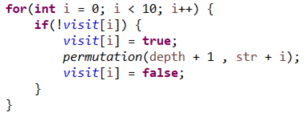 for(int i = 0; i < 10; i++) {
    if(!visit[i]) {
        visit[i] = true;
        permutation(depth + 1 , str + i);
        visit[i] = false;
    }
}